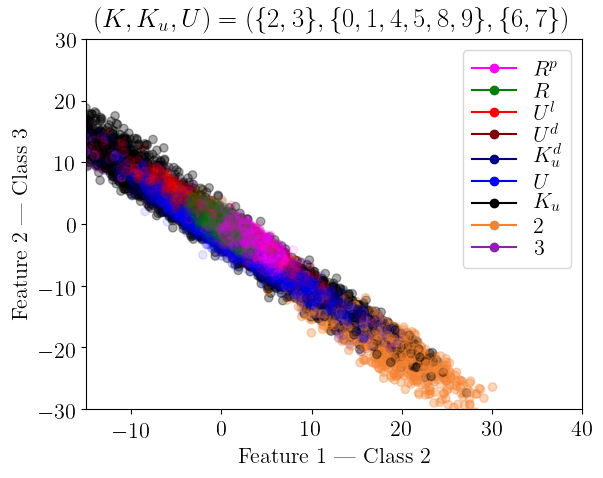 (K, K_u, U) = ({2, 3}, {0, 1, 4, 5, 8, 9}, {6, 7})
R^p
R
U^l
U^d
K_u^d
U
K_u
2
3
30
20
10
0
−10
−20
−30
Feature 2 — Class 3
−10 0 10 20 30 40
Feature 1 — Class 2